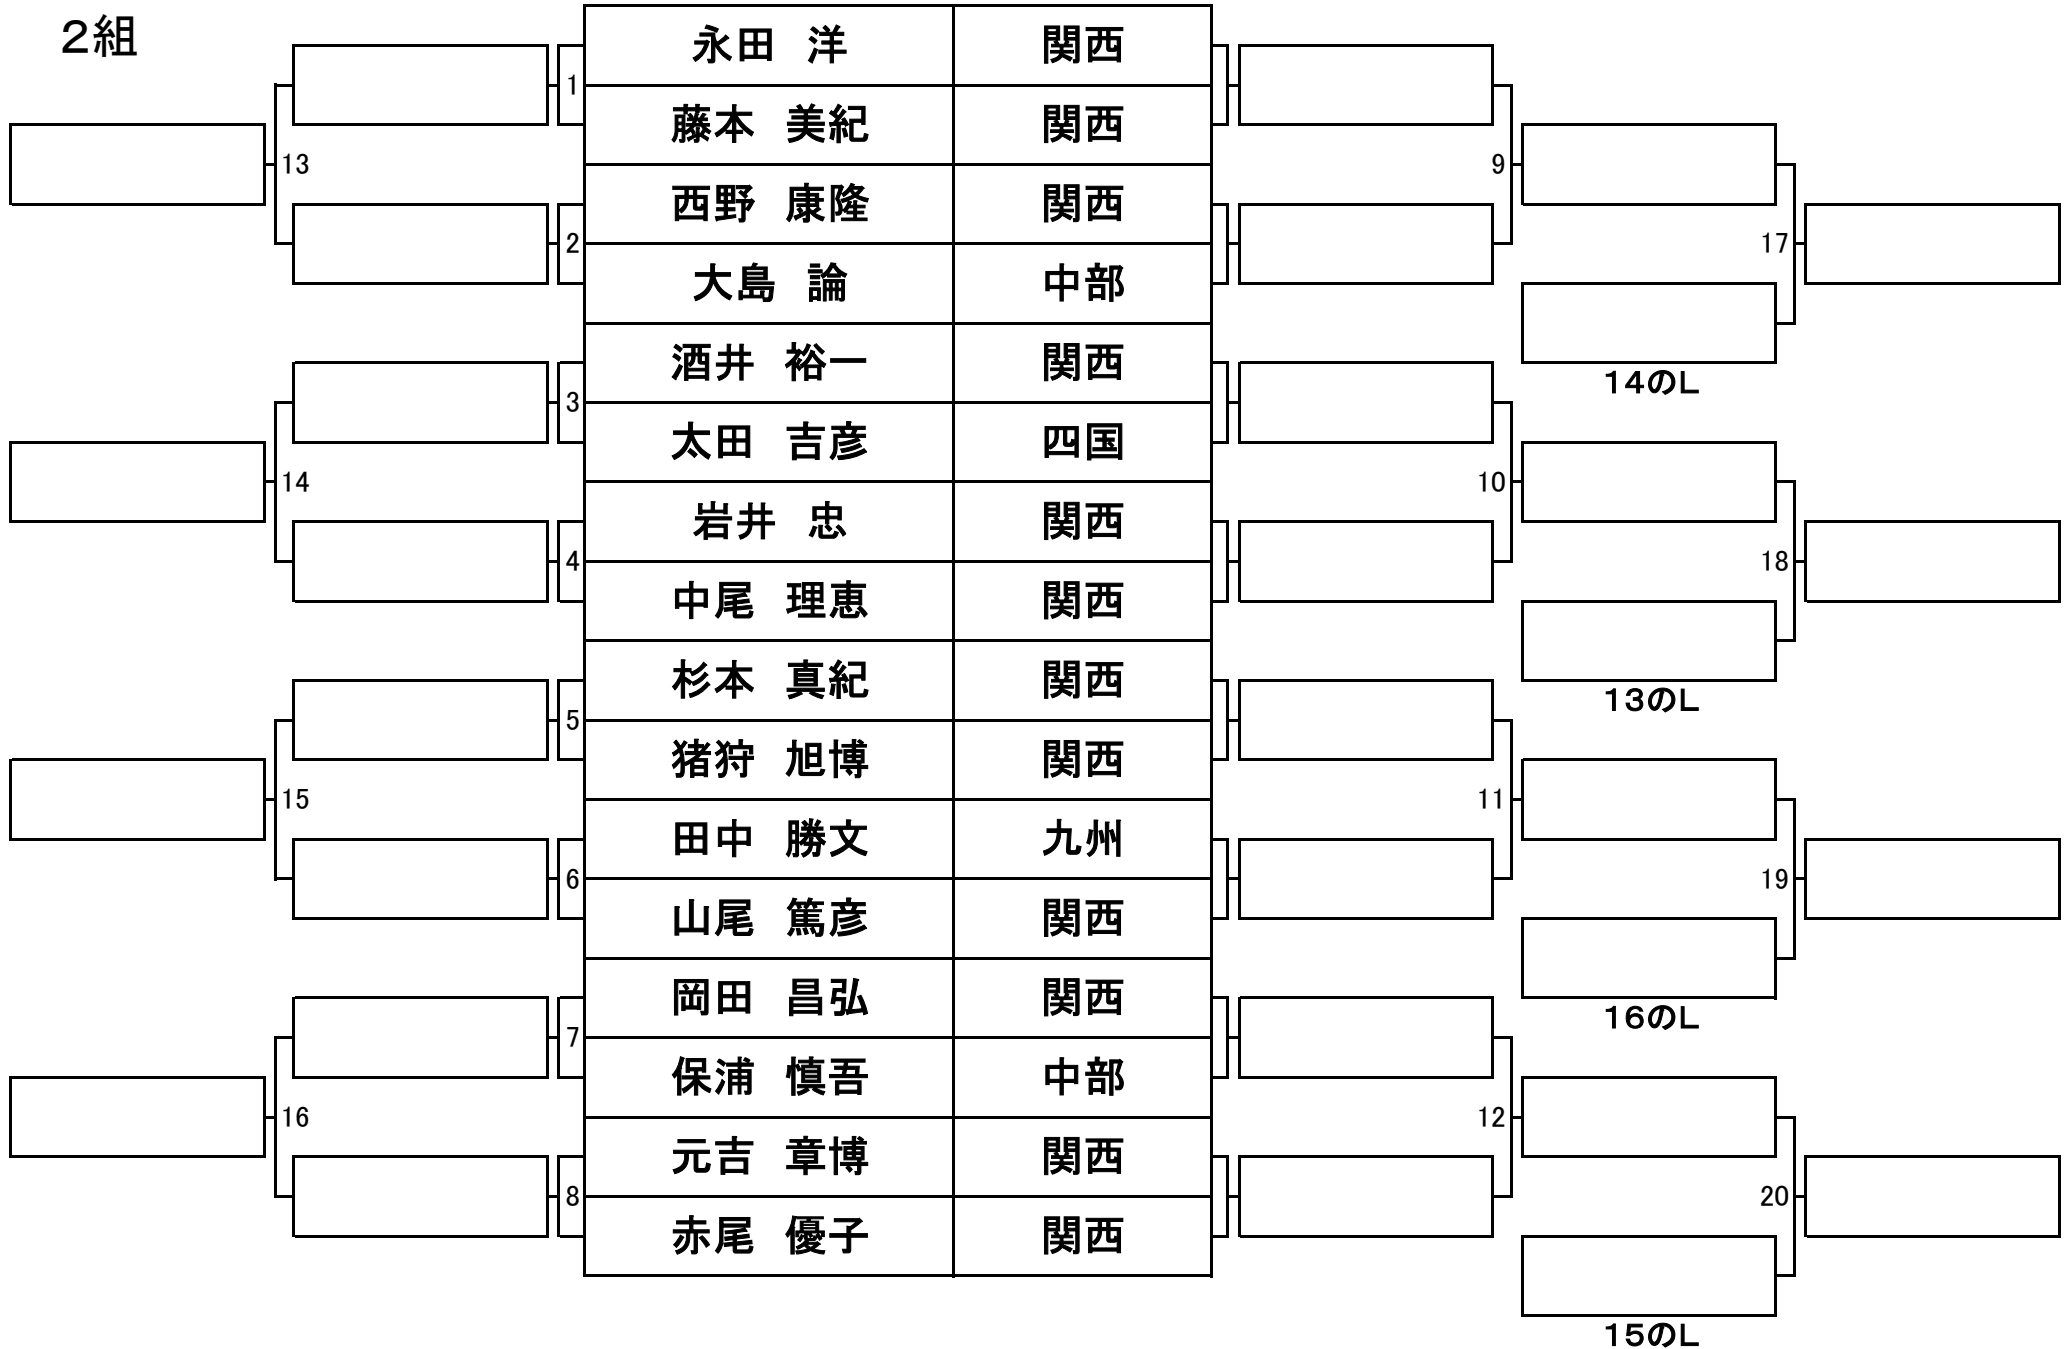 ２組
永田　洋 関西
1
藤本　美紀 関西
13 9
西野　康隆 関西
2 17
大島　論 中部
酒井　裕一 関西
14のL
3
太田　吉彦 四国
14 10
岩井　忠 関西
4 18
中尾　理恵 関西
杉本　真紀 関西
13のL
5
猪狩　旭博 関西
15 11
田中　勝文 九州
6 19
山尾　篤彦 関西
岡田　昌弘 関西
16のL
7
保浦　慎吾 中部
16 12
元吉　章博 関西
8 20
赤尾　優子 関西
15のL